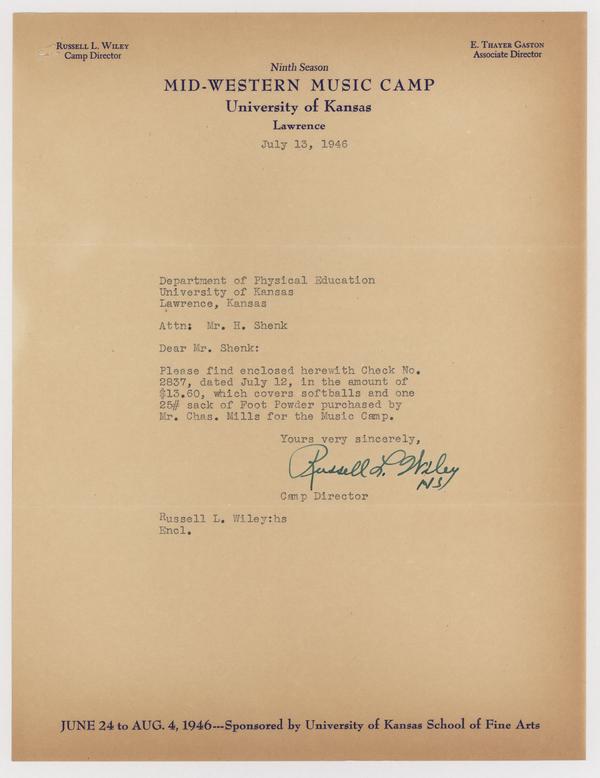 RUSSELL L. WILEY
Camp Director
E. THAYER GASTON
Associate Director
Ninth Season
MID-WESTERN MUSIC CAMP
University of Kansas
Lawrence
July 13, 1946
Department of Physical Education
University of Kansas
Lawrence, Kansas
Attn: Mr. H. Shenk
Dear Mr. Shenk:
Please find enclosed herewith Check No.
2837, dated July 12, in the amount of
$13.60, which covers softballs and one
25# sack of Foot Powder purchased by
Mr. Chas. Mills for the Music Camp.
Yours very sincerely,
Russell L. Wiley
Camp Director
Russell L. Wiley:hs
Encl.
JUNE 24 to AUG. 4, 1946---Sponsored by University of Kansas School of Fine Arts